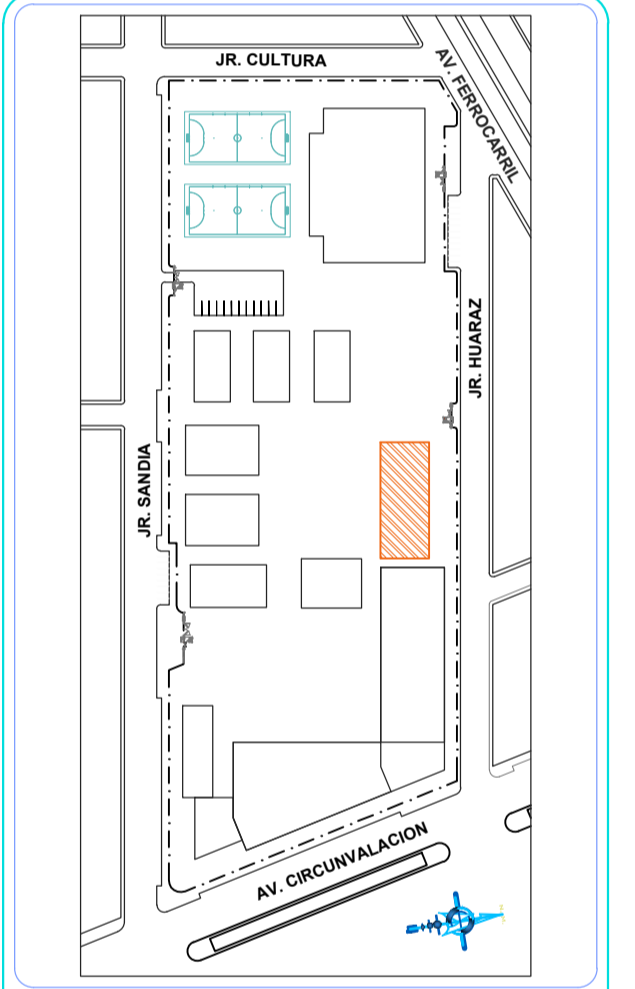 JR. CULTURA
AV. FERROCARRIL
JR. HUARAZ
JR. SANDIA
AV. CIRCUNVALACION